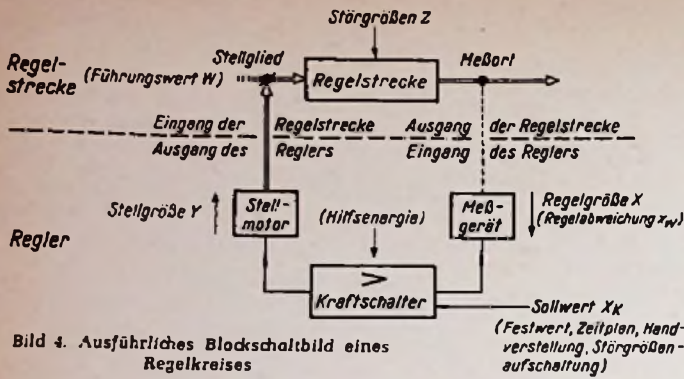 Störgrößen Z
Stellglied
Meßort
Regel-
strecke
(Führungswert W)
Regelstrecke
Eingang der Regelstrecke
Ausgang der Regelstrecke
Ausgang des Reglers
Eingang des Reglers
Stellgröße Y
Stell-
motor
(Hilfsenergie)
Meß-
gerät
Regelgröße X
(Regelabweichung xw)
Regler
>
Kraftschalter
Sollwert XK
(Festwert, Zeitplan, Hand-
verstellung, Störgrößen-
aufschaltung)
Bild 4. Ausführliches Blockschaltbild eines
Regelkreises